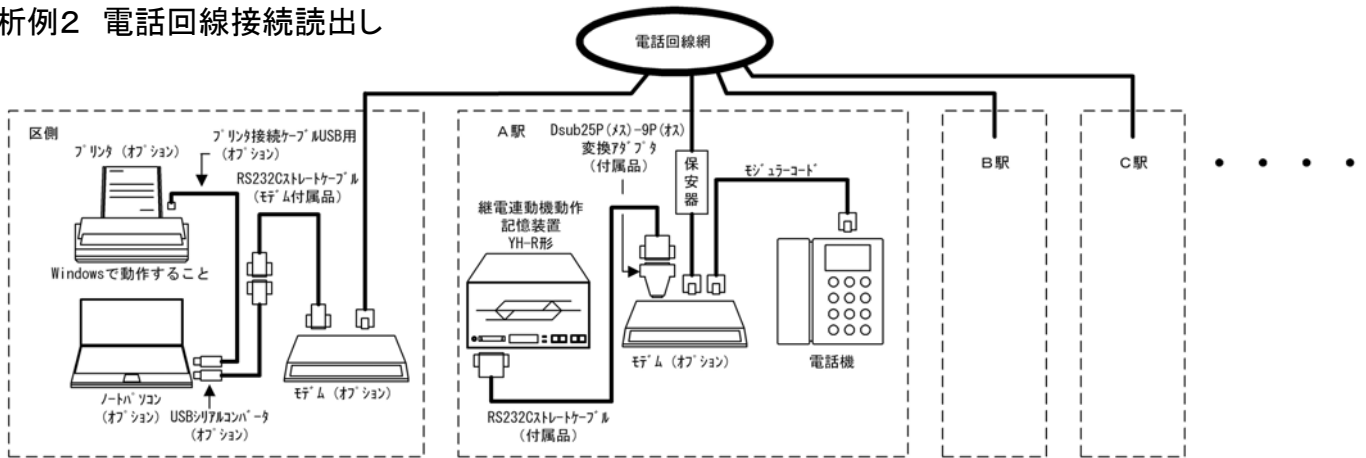 析例2 電話回線接続読出し
電話回線網
区側
プリンタ (オプション)
プリンタ接続ケーブルUSB用
(オプション)
RS232Cストレートケーブル
(モデム付属品)
Windowsで動作すること
ノートパソコン
(オプション)
USBシリアルコンバータ
(オプション)
モデム (オプション)
A駅
Dsub25P(メス)-9P(オス)
変換アダプタ
(付属品)
保
安
器
モジュラーコード
継電連動機動作
記憶装置
YH-R形
RS232Cストレートケーブル
(付属品)
モデム (オプション)
電話機
B駅
C駅
・ ・ ・ ・